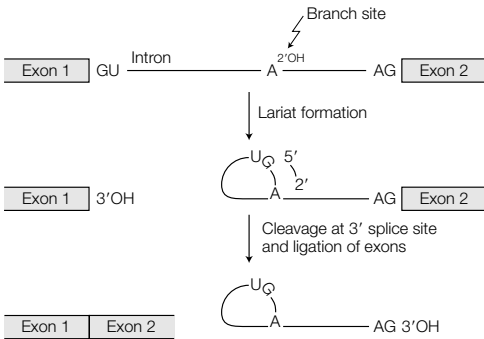 Branch site
Exon 1 GU Intron A 2′OH AG Exon 2
Lariat formation
UG 5′
2′
Exon 1 3′OH A AG Exon 2
Cleavage at 3′ splice site
and ligation of exons
UG
Exon 1 Exon 2 A AG 3′OH